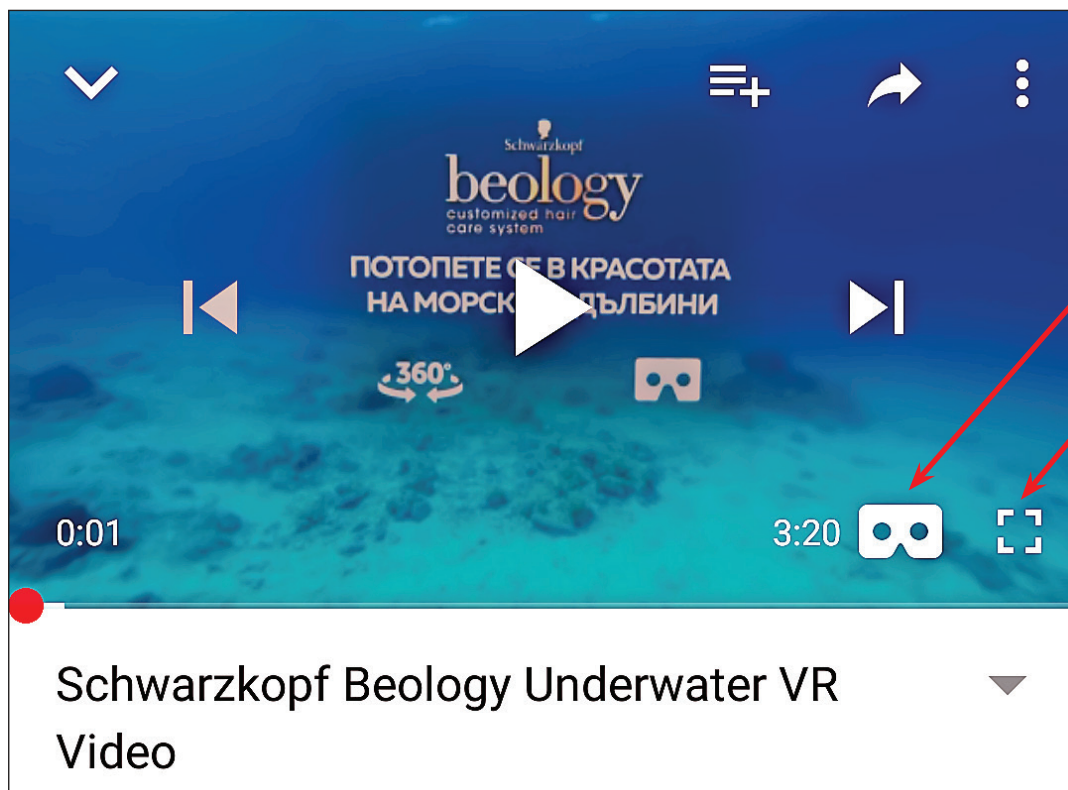 Schwarzkopf
beology
customized hair
care system
ПОТОПЕТЕ СЕ В КРАСОТАТА
НА МОРСК ДЪЛБИНИ
360°
0:01
3:20
Schwarzkopf Beology Underwater VR
Video